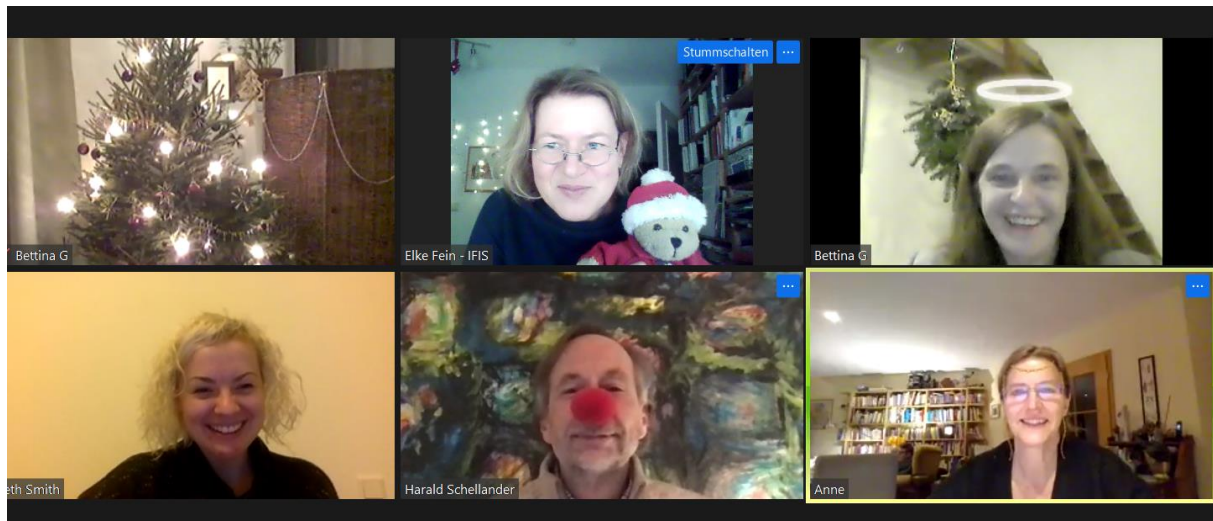 Stummschalten
Bettina G
Elke Fein - IFIS
Bettina G
eth Smith
Harald Schellander
Anne